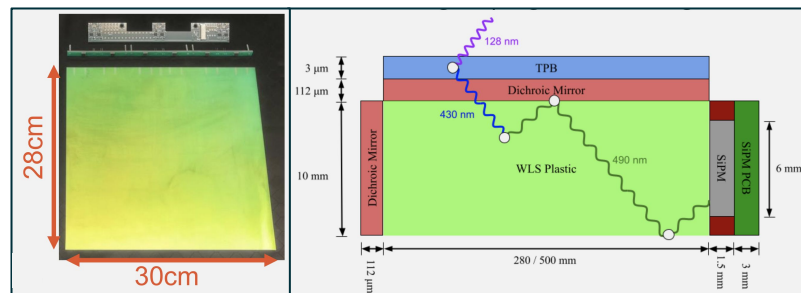 28cm
30cm
128 nm
3 µm
TPB
112 µm
Dichroic Mirror
430 nm
10 mm
Dichroic Mirror
WLS Plastic
490 nm
SiPM
SiPM PCB
6 mm
112 µm
280 / 500 mm
1.5 mm
3 mm